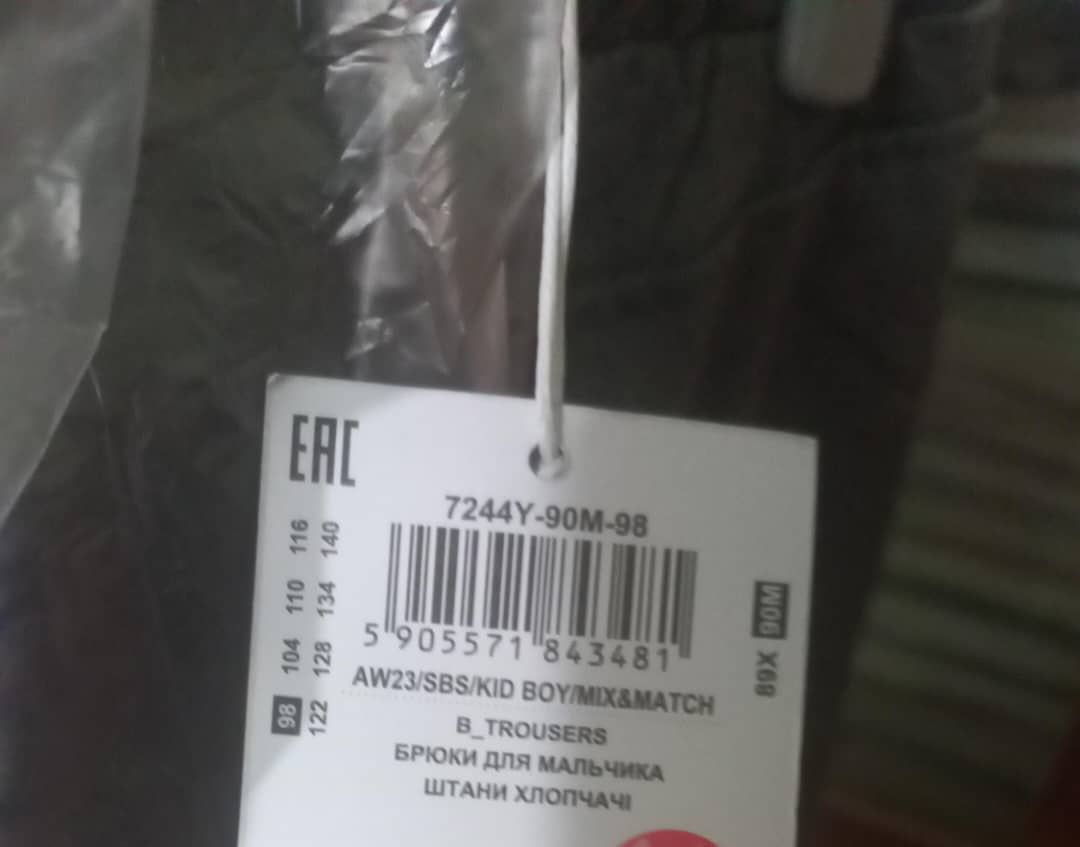 EAC
7244Y-90M-98
98 104 110 116
122 128 134 140
5 905571 843481
89X 90M
AW23/SBS/KID BOY/MIX&MATCH
B_TROUSERS
БРЮКИ ДЛЯ МАЛЬЧИКА
ШТАНИ ХЛОПЧАЧІ